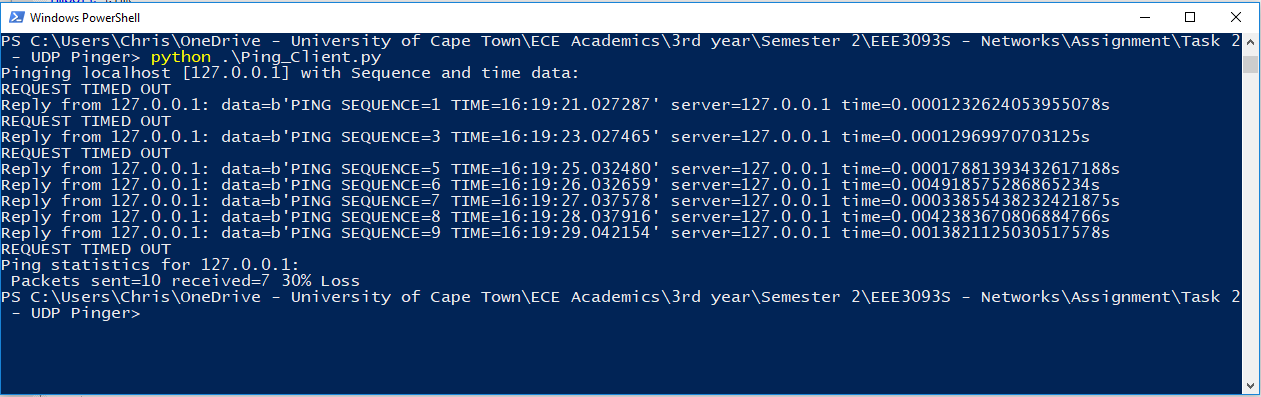 Windows PowerShell
PS C:\Users\Chris\OneDrive - University of Cape Town\ECE Academics\3rd year\Semester 2\EEE3093S - Networks\Assignment\Task 2
- UDP Pinger> python .\Ping_Client.py
Pinging localhost [127.0.0.1] with Sequence and time data:
REQUEST TIMED OUT
Reply from 127.0.0.1: data=b'PING SEQUENCE=1 TIME=16:19:21.027287' server=127.0.0.1 time=0.0001232624053955078s
REQUEST TIMED OUT
Reply from 127.0.0.1: data=b'PING SEQUENCE=3 TIME=16:19:23.027465' server=127.0.0.1 time=0.00012969970703125s
REQUEST TIMED OUT
Reply from 127.0.0.1: data=b'PING SEQUENCE=5 TIME=16:19:25.032480' server=127.0.0.1 time=0.00017881393432617188s
Reply from 127.0.0.1: data=b'PING SEQUENCE=6 TIME=16:19:26.032659' server=127.0.0.1 time=0.004918575286865234s
Reply from 127.0.0.1: data=b'PING SEQUENCE=7 TIME=16:19:27.037578' server=127.0.0.1 time=0.00033855438232421875s
Reply from 127.0.0.1: data=b'PING SEQUENCE=8 TIME=16:19:28.037916' server=127.0.0.1 time=0.0042383670806884766s
Reply from 127.0.0.1: data=b'PING SEQUENCE=9 TIME=16:19:29.042154' server=127.0.0.1 time=0.0013821125030517578s
REQUEST TIMED OUT
Ping statistics for 127.0.0.1:
Packets sent=10 received=7 30% Loss
PS C:\Users\Chris\OneDrive - University of Cape Town\ECE Academics\3rd year\Semester 2\EEE3093S - Networks\Assignment\Task 2
- UDP Pinger>